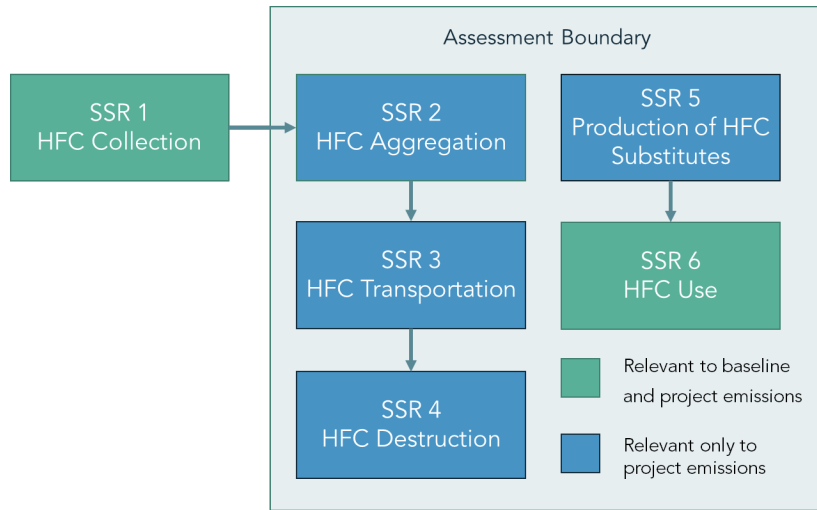 Assessment Boundary
SSR 1
HFC Collection
SSR 2
HFC Aggregation
SSR 5
Production of HFC
Substitutes
SSR 3
HFC Transportation
SSR 6
HFC Use
SSR 4
HFC Destruction
Relevant to baseline
and project emissions
Relevant only to
project emissions